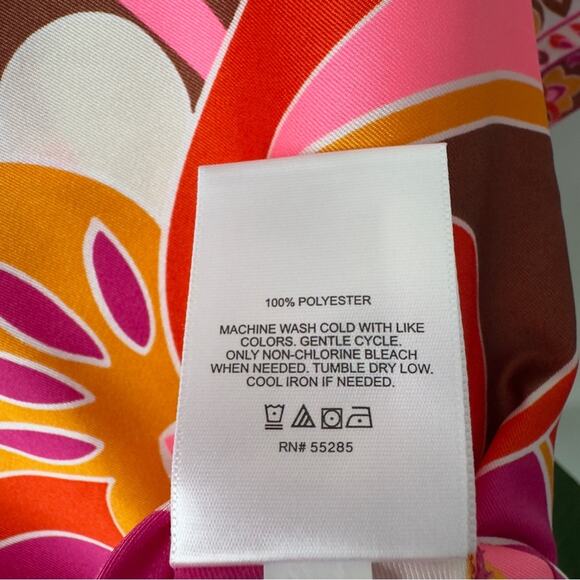 100% POLYESTER
MACHINE WASH COLD WITH LIKE
COLORS. GENTLE CYCLE.
ONLY NON-CHLORINE BLEACH
WHEN NEEDED. TUMBLE DRY LOW.
COOL IRON IF NEEDED.
RN# 55285